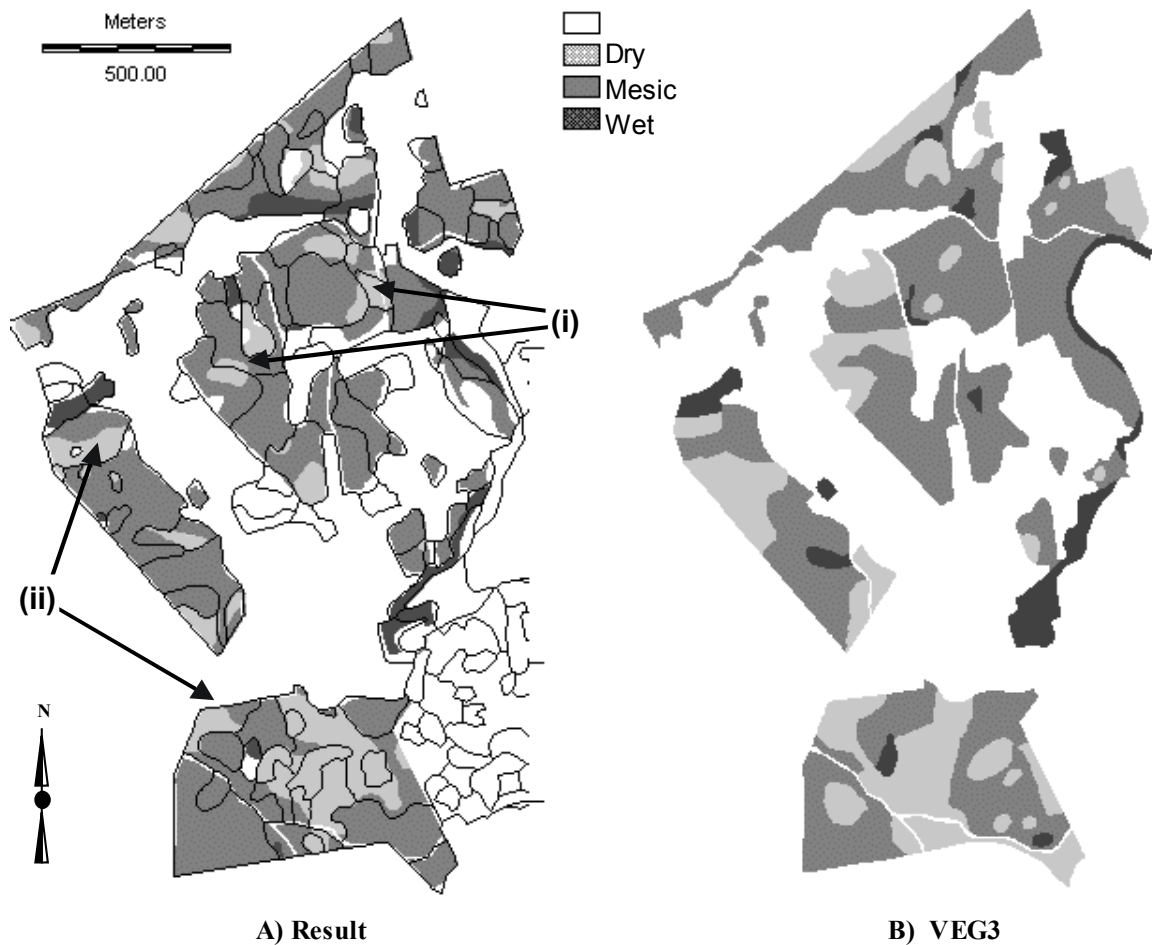 Meters
500.00
Dry
Mesic
Wet
(i)
(ii)
N
A) Result
B) VEG3